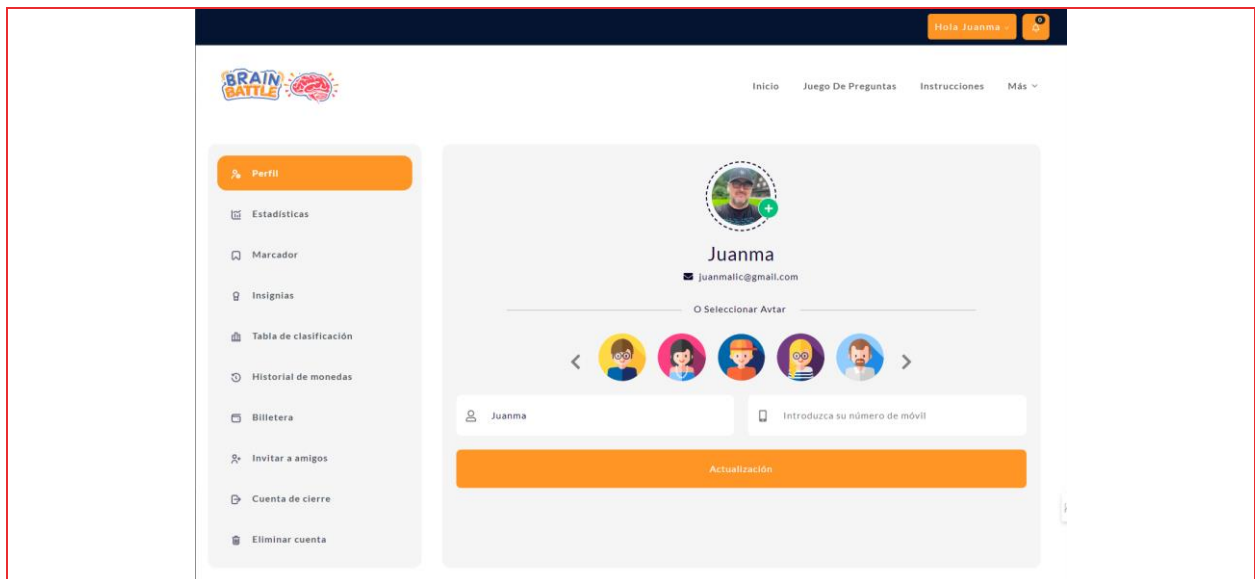 Hola Juanma
0
BRAIN
BATTLE
Inicio Juego De Preguntas Instrucciones Más
Perfil
Estadísticas
Marcador
Insignias
Tabla de clasificación
Historial de monedas
Billetera
Invitar a amigos
Cuenta de cierre
Eliminar cuenta
Juanma
juanmalic@gmail.com
O Seleccionar Avtar
Juanma
Introduzca su número de móvil
Actualización